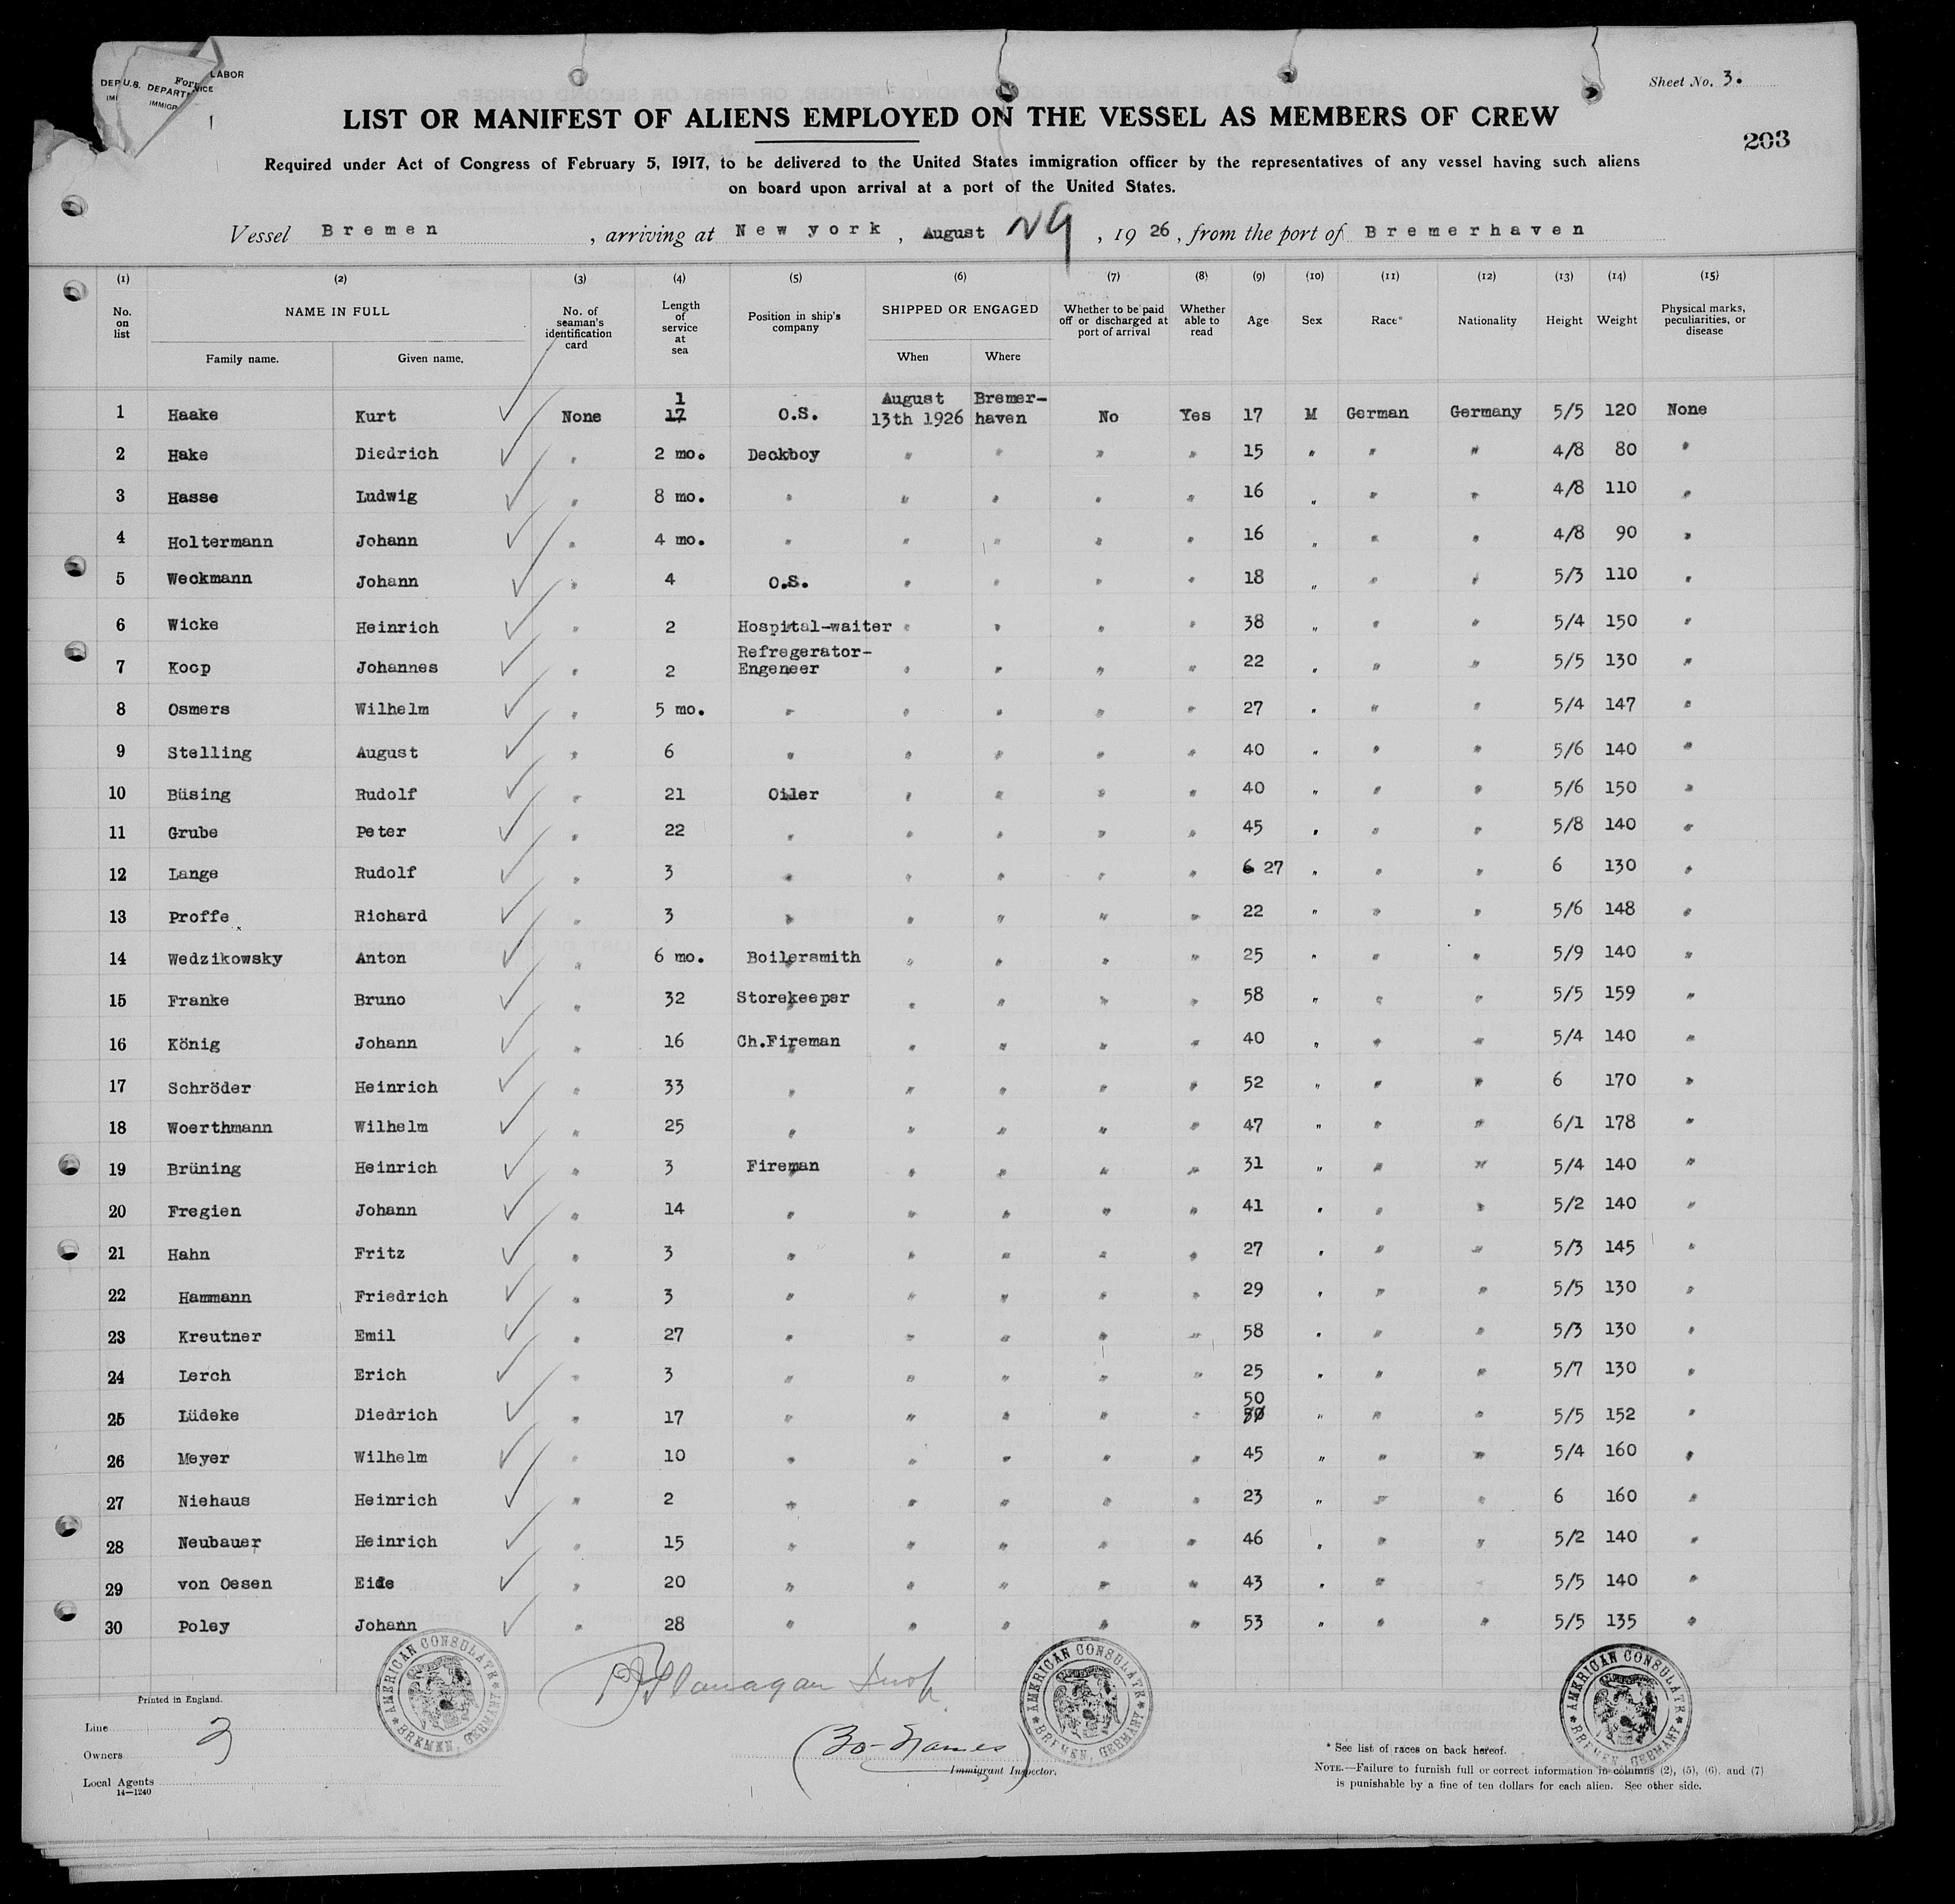 DEP U.S. DEPARTM LABOR
Form VICE
IMI IMMIGR
Sheet No. 3.
LIST OR MANIFEST OF ALIENS EMPLOYED ON THE VESSEL AS MEMBERS OF CREW
203
Required under Act of Congress of February 5, 1917, to be delivered to the United States immigration officer by the representatives of any vessel having such aliens
on board upon arrival at a port of the United States.
Vessel Bremen , arriving at New york , August , 19 26, from the port of Bremerhaven
(1) (2) (3) (4) (5) (6) (7) (8) (9) (10) (11) (12) (13) (14) (15)
No. on list NAME IN FULL No. of seaman's identification card Length of service at sea Position in ship's company SHIPPED OR ENGAGED Whether to be paid off or discharged at port of arrival Whether able to read Age Sex Race* Nationality Height Weight Physical marks, peculiarities, or disease
Family name. Given name. When Where
1 Haake Kurt None 1 17 O.S. August 13th 1926 Bremer-haven No Yes 17 M German Germany 5/5 120 None
2 Hake Diedrich " 2 mo. Deckboy " " " " 15 " " " 4/8 80 "
3 Hasse Ludwig " 8 mo. " " " " " 16 " " " 4/8 110 "
4 Holtermann Johann " 4 mo. " " " " " 16 " " " 4/8 90 "
5 Weckmann Johann " 4 O.S. " " " " 18 " " " 5/3 110 "
6 Wicke Heinrich " 2 Hospital-waiter " " " " 38 " " " 5/4 150 "
7 Koop Johannes " 2 Refregerator-Engeneer " " " " 22 " " " 5/5 130 "
8 Osmers Wilhelm " 5 mo. " " " " " 27 " " " 5/4 147 "
9 Stelling August " 6 " " " " " 40 " " " 5/6 140 "
10 Büsing Rudolf " 21 Oiler " " " " 40 " " " 5/6 150 "
11 Grube Peter " 22 " " " " " 45 " " " 5/8 140 "
12 Lange Rudolf " 3 " " " " " 6 27 " " " 6 130 "
13 Proffe Richard " 3 " " " " " 22 " " " 5/6 148 "
14 Wedzikowsky Anton " 6 mo. Boilersmith " " " " 25 " " " 5/9 140 "
15 Franke Bruno " 32 Storekeeper " " " " 58 " " " 5/5 159 "
16 König Johann " 16 Ch.Fireman " " " " 40 " " " 5/4 140 "
17 Schröder Heinrich " 33 " " " " " 52 " " " 6 170 "
18 Woerthmann Wilhelm " 25 " " " " " 47 " " " 6/1 178 "
19 Brüning Heinrich " 3 Fireman " " " " 31 " " " 5/4 140 "
20 Fregien Johann " 14 " " " " " 41 " " " 5/2 140 "
21 Hahn Fritz " 3 " " " " " 27 " " " 5/3 145 "
22 Hammann Friedrich " 3 " " " " " 29 " " " 5/5 130 "
23 Kreutner Emil " 27 " " " " " 58 " " " 5/3 130 "
24 Lerch Erich " 3 " " " " " 25 " " " 5/7 130 "
25 Lüdeke Diedrich " 17 " " " " " 50 " " " 5/5 152 "
26 Meyer Wilhelm " 10 " " " " " 45 " " " 5/4 160 "
27 Niehaus Heinrich " 2 " " " " " 23 " " " 6 160 "
28 Neubauer Heinrich " 15 " " " " " 46 " " " 5/2 140 "
29 von Oesen Eide " 20 " " " " " 43 " " " 5/5 140 "
30 Poley Johann " 28 " " " " " 53 " " " 5/5 135 "
AMERICAN CONSULATE BREMEN, GERMANY
Flanagan Insp
AMERICAN CONSULATE BREMEN, GERMANY
AMERICAN CONSULATE BREMEN, GERMANY
Printed in England.
Line
Owners
Local Agents
14—1240
(30 - Names)
Immigrant Inspector.
* See list of races on back hereof.
NOTE.—Failure to furnish full or correct information in columns (2), (5), (6), and (7)
is punishable by a fine of ten dollars for each alien. See other side.